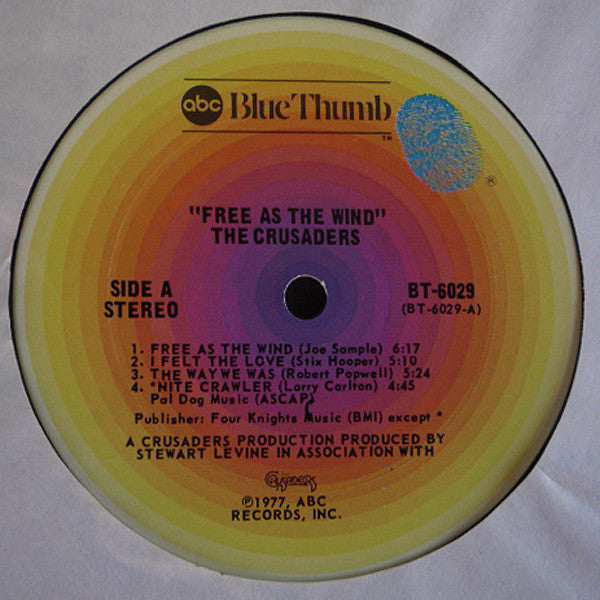 abc Blue Thumb
TM
®
"FREE AS THE WIND"
THE CRUSADERS
SIDE A
STEREO
BT-6029
(BT-6029-A)
1. FREE AS THE WIND (Joe Sample) 6:17
2. I FELT THE LOVE (Stix Hooper) 5:10
3. THE WAY WE WAS (Robert Popwell) 5:24
4. *NITE CRAWLER (Larry Carlton) 4:45
Pal Dog Music (ASCAP)
Publisher: Four Knights Music (BMI) except *
A CRUSADERS PRODUCTION PRODUCED BY
STEWART LEVINE IN ASSOCIATION WITH
CRUSADERS
℗1977, ABC
RECORDS, INC.